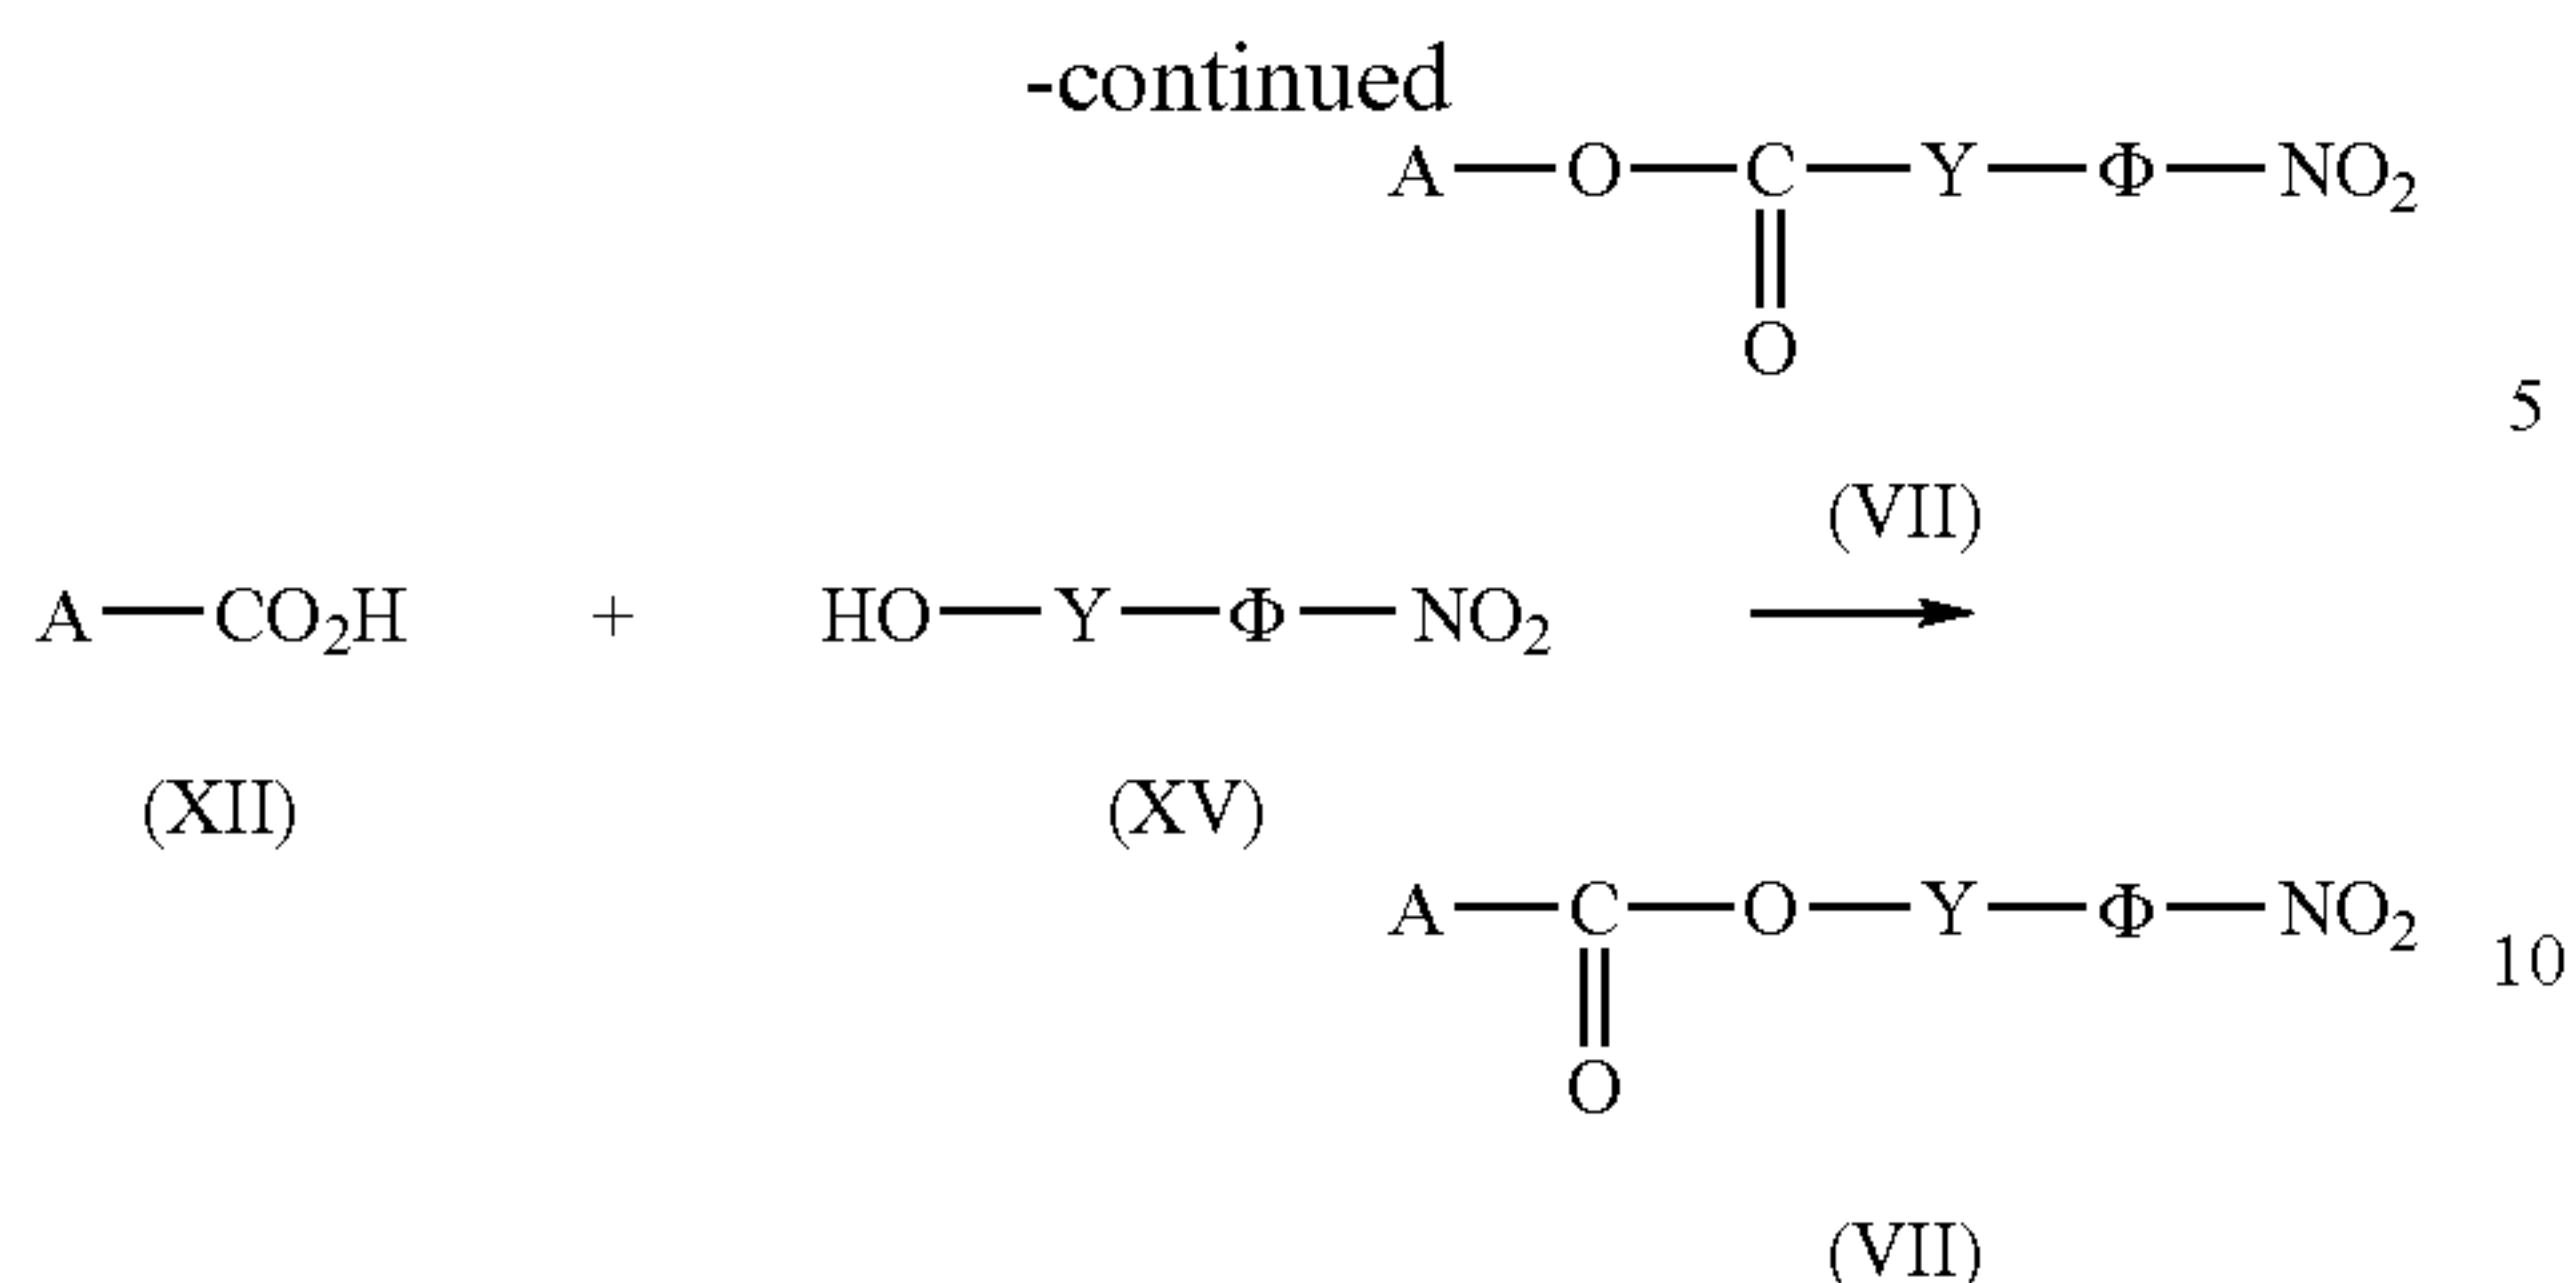 -continued
A—O—C—Y—Φ—NO2
O
5
(VII)
A—CO2H + HO—Y—Φ—NO2
(XII) (XV)
A—C—O—Y—Φ—NO2
10
O
(VII)